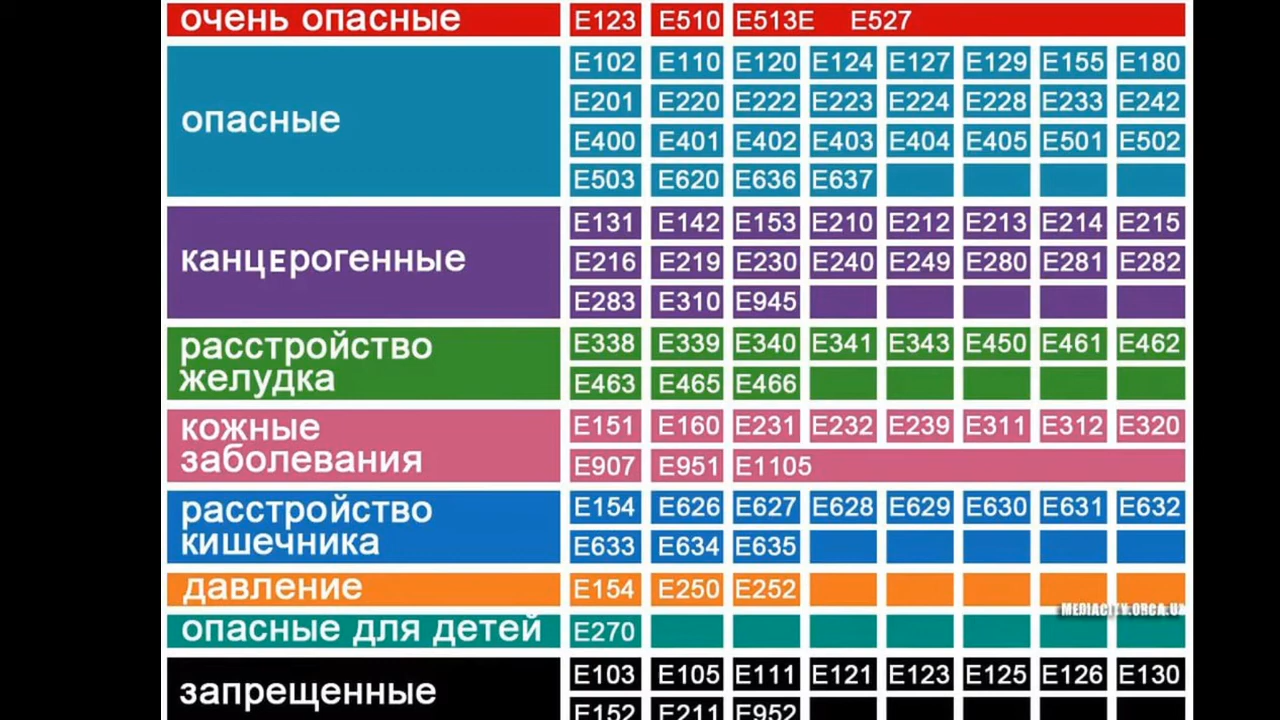 очень опасные E123 E510 E513E E527
опасные
E102 E110 E120 E124 E127 E129 E155 E180
E201 E220 E222 E223 E224 E228 E233 E242
E400 E401 E402 E403 E404 E405 E501 E502
E503 E620 E636 E637
канцЕрогенные
E131 E142 E153 E210 E212 E213 E214 E215
E216 E219 E230 E240 E249 E280 E281 E282
E283 E310 E945
расстройство
желудка
E338 E339 E340 E341 E343 E450 E461 E462
E463 E465 E466
кожные
заболевания
E151 E160 E231 E232 E239 E311 E312 E320
E907 E951 E1105
расстройство
кишечника
E154 E626 E627 E628 E629 E630 E631 E632
E633 E634 E635
давление E154 E250 E252
MEDIACITY.ORCA.UA
опасные для детей E270
запрещенные
E103 E105 E111 E121 E123 E125 E126 E130
E152 E211 E952